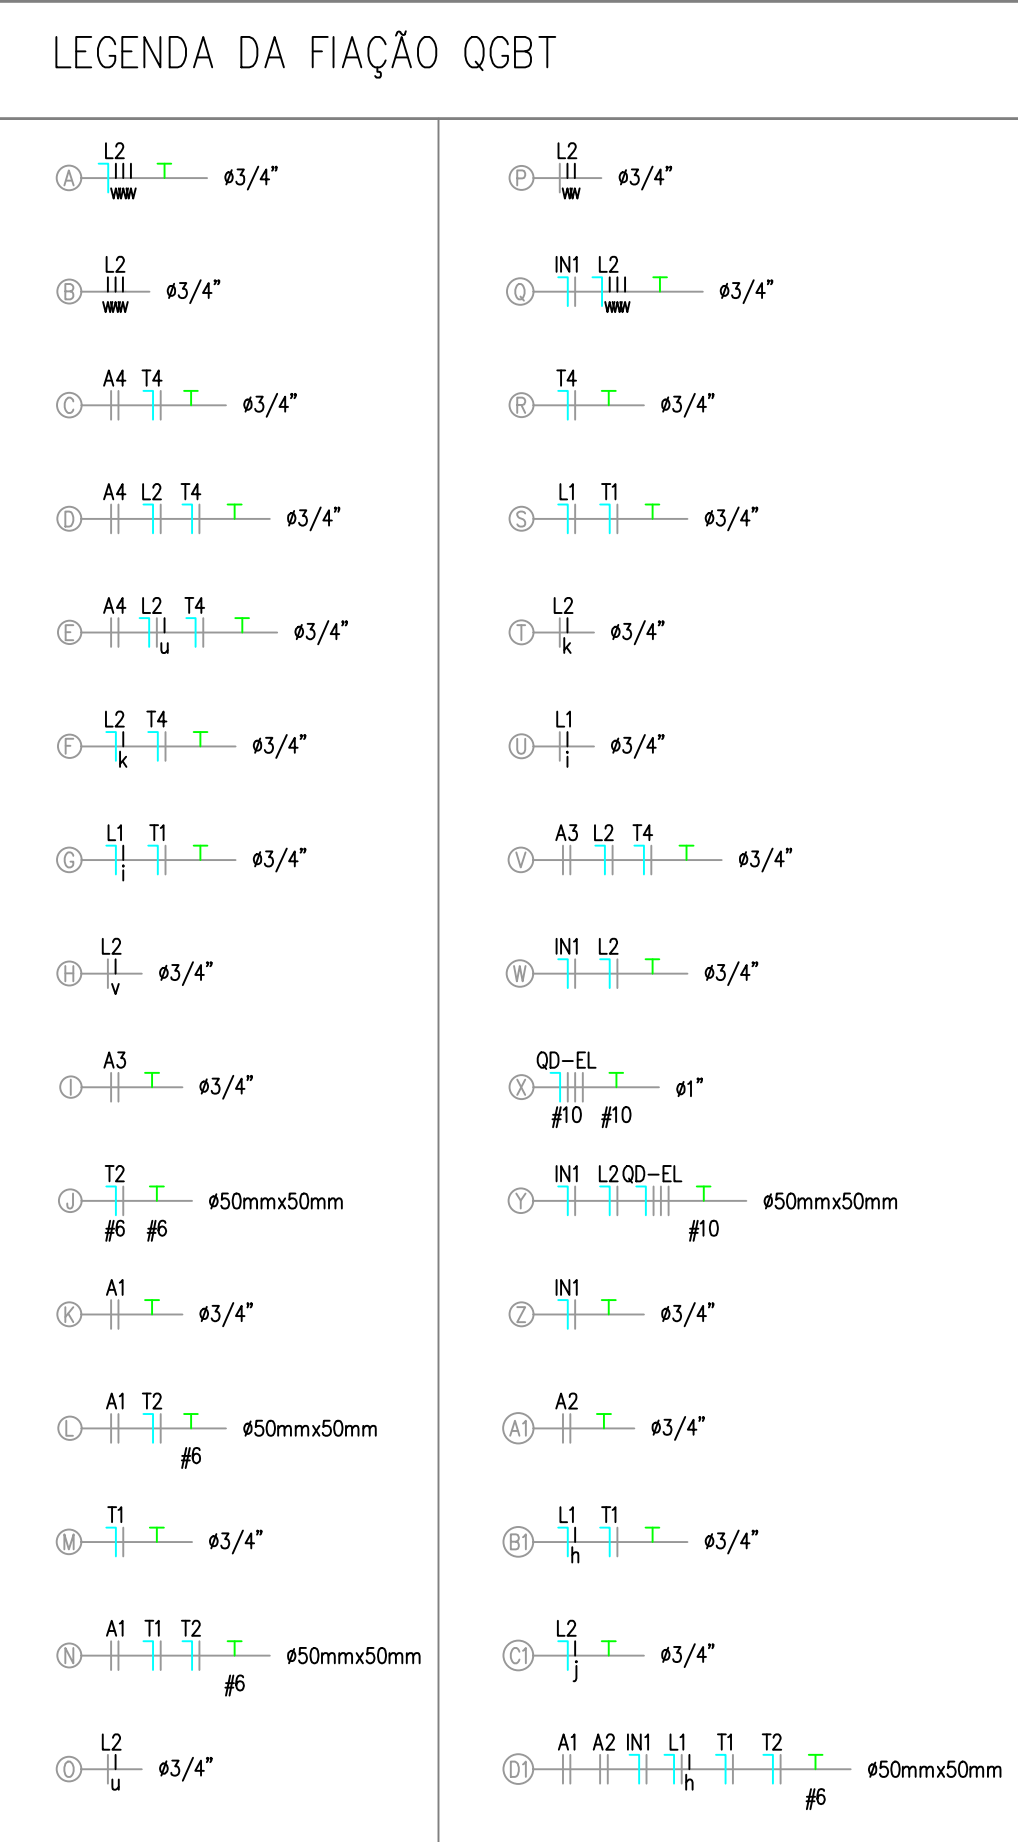 LEGENDA DA FIAÇÃO QGBT
L2
A ø3/4”
www
L2
B ø3/4”
www
A4 T4
C ø3/4”
A4 L2 T4
D ø3/4”
A4 L2 T4
E ø3/4”
u
L2 T4
F ø3/4”
k
L1 T1
G ø3/4”
i
L2
H ø3/4”
v
A3
I ø3/4”
T2
J ø50mmx50mm
#6 #6
A1
K ø3/4”
A1 T2
L ø50mmx50mm
#6
T1
M ø3/4”
A1 T1 T2
N ø50mmx50mm
#6
L2
O ø3/4”
u
L2
P ø3/4”
ww
IN1 L2
Q ø3/4”
www
T4
R ø3/4”
L1 T1
S ø3/4”
L2
T ø3/4”
k
L1
U ø3/4”
i
A3 L2 T4
V ø3/4”
IN1 L2
W ø3/4”
QD-EL
X ø1”
#10 #10
IN1 L2 QD-EL
Y ø50mmx50mm
#10
IN1
Z ø3/4”
A2
A1 ø3/4”
L1 T1
B1 ø3/4”
h
L2
C1 ø3/4”
j
A1 A2 IN1 L1 T1 T2
D1 ø50mmx50mm
h #6